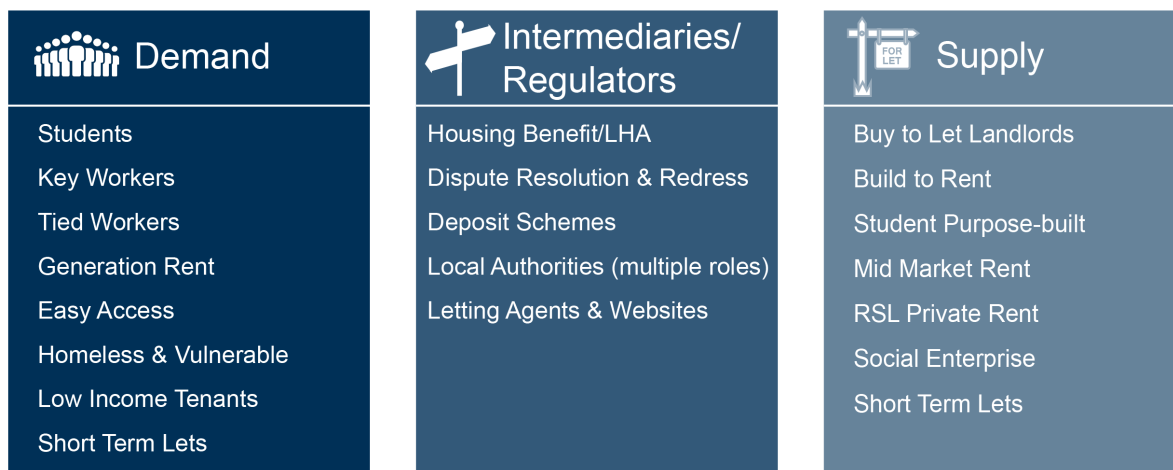 Demand
Students
Key Workers
Tied Workers
Generation Rent
Easy Access
Homeless & Vulnerable
Low Income Tenants
Short Term Lets
Intermediaries/
Regulators
Housing Benefit/LHA
Dispute Resolution & Redress
Deposit Schemes
Local Authorities (multiple roles)
Letting Agents & Websites
FOR
LET
Supply
Buy to Let Landlords
Build to Rent
Student Purpose-built
Mid Market Rent
RSL Private Rent
Social Enterprise
Short Term Lets